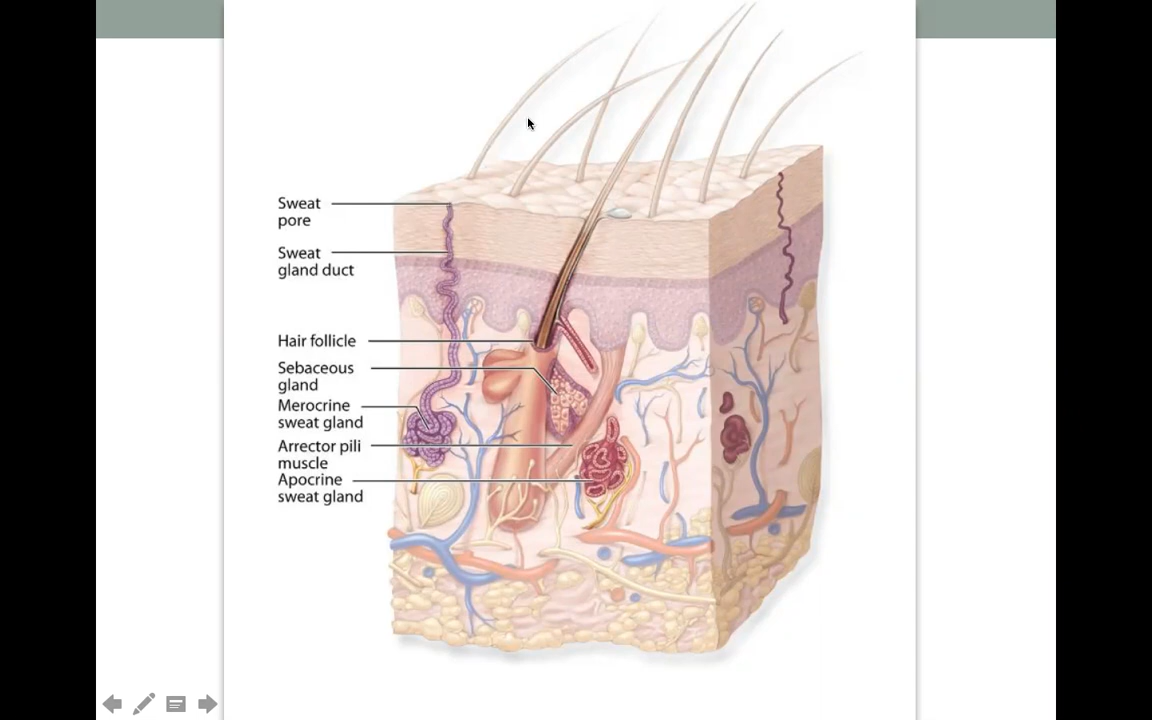 Sweat
pore
Sweat
gland duct
Hair follicle
Sebaceous
gland
Merocrine
sweat gland
Arrector pili
muscle
Apocrine
sweat gland